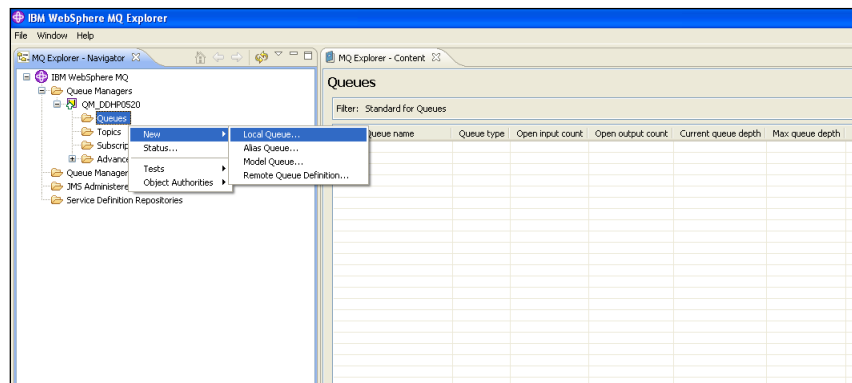 IBM WebSphere MQ Explorer
File Window Help
MQ Explorer - Navigator
MQ Explorer - Content
IBM WebSphere MQ
Queue Managers
QM_DDHP0520
Queues
Topics
Subscrip
Advance
Queue Manager
JMS Administere
Service Definition Repositories
New
Status...
Tests
Object Authorities
Local Queue...
Alias Queue...
Model Queue...
Remote Queue Definition...
Queues
Filter: Standard for Queues
ueue name Queue type Open input count Open output count Current queue depth Max queue depth